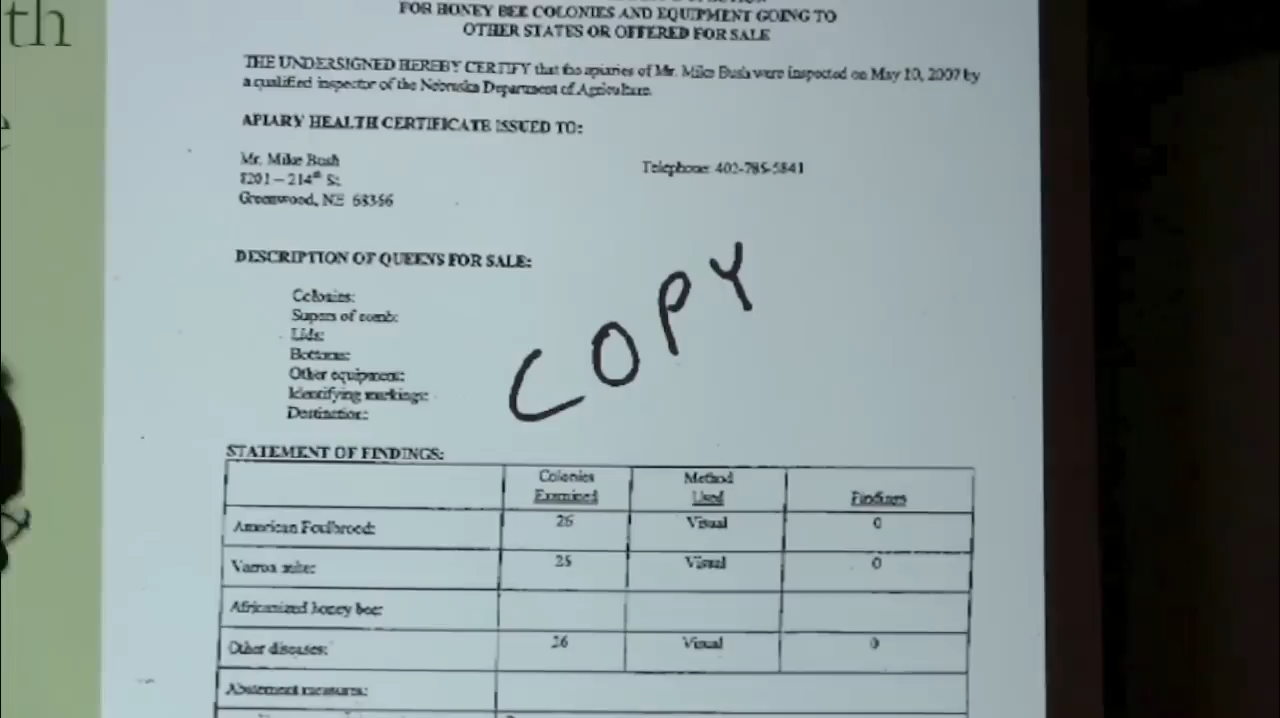 th
e
FOR HONEY BEE COLONIES AND EQUIPMENT GOING TO
OTHER STATES OR OFFERED FOR SALE
THE UNDERSIGNED HEREBY CERTIFY that the apiaries of Mr. Mike Bush were inspected on May 10, 2007 by
a qualified inspector of the Nebraska Department of Agriculture.
APIARY HEALTH CERTIFICATE ISSUED TO:
Mr. Mike Bush
Telephone: 402-785-5841
8201 – 214th St
Greenwood, NE 68366
DESCRIPTION OF QUEENS FOR SALE:
Colonies:
Supers of comb:
Lids:
Bottoms:
Other equipment:
Identifying markings:
Destination:
COPY
STATEMENT OF FINDINGS:
Colonies Examined Method Used Findings
American Foulbrood: 26 Visual 0
Varroa mite: Visual 0
Africanized honey bee:
Other diseases: 26 Visual 0
Abatement measures: